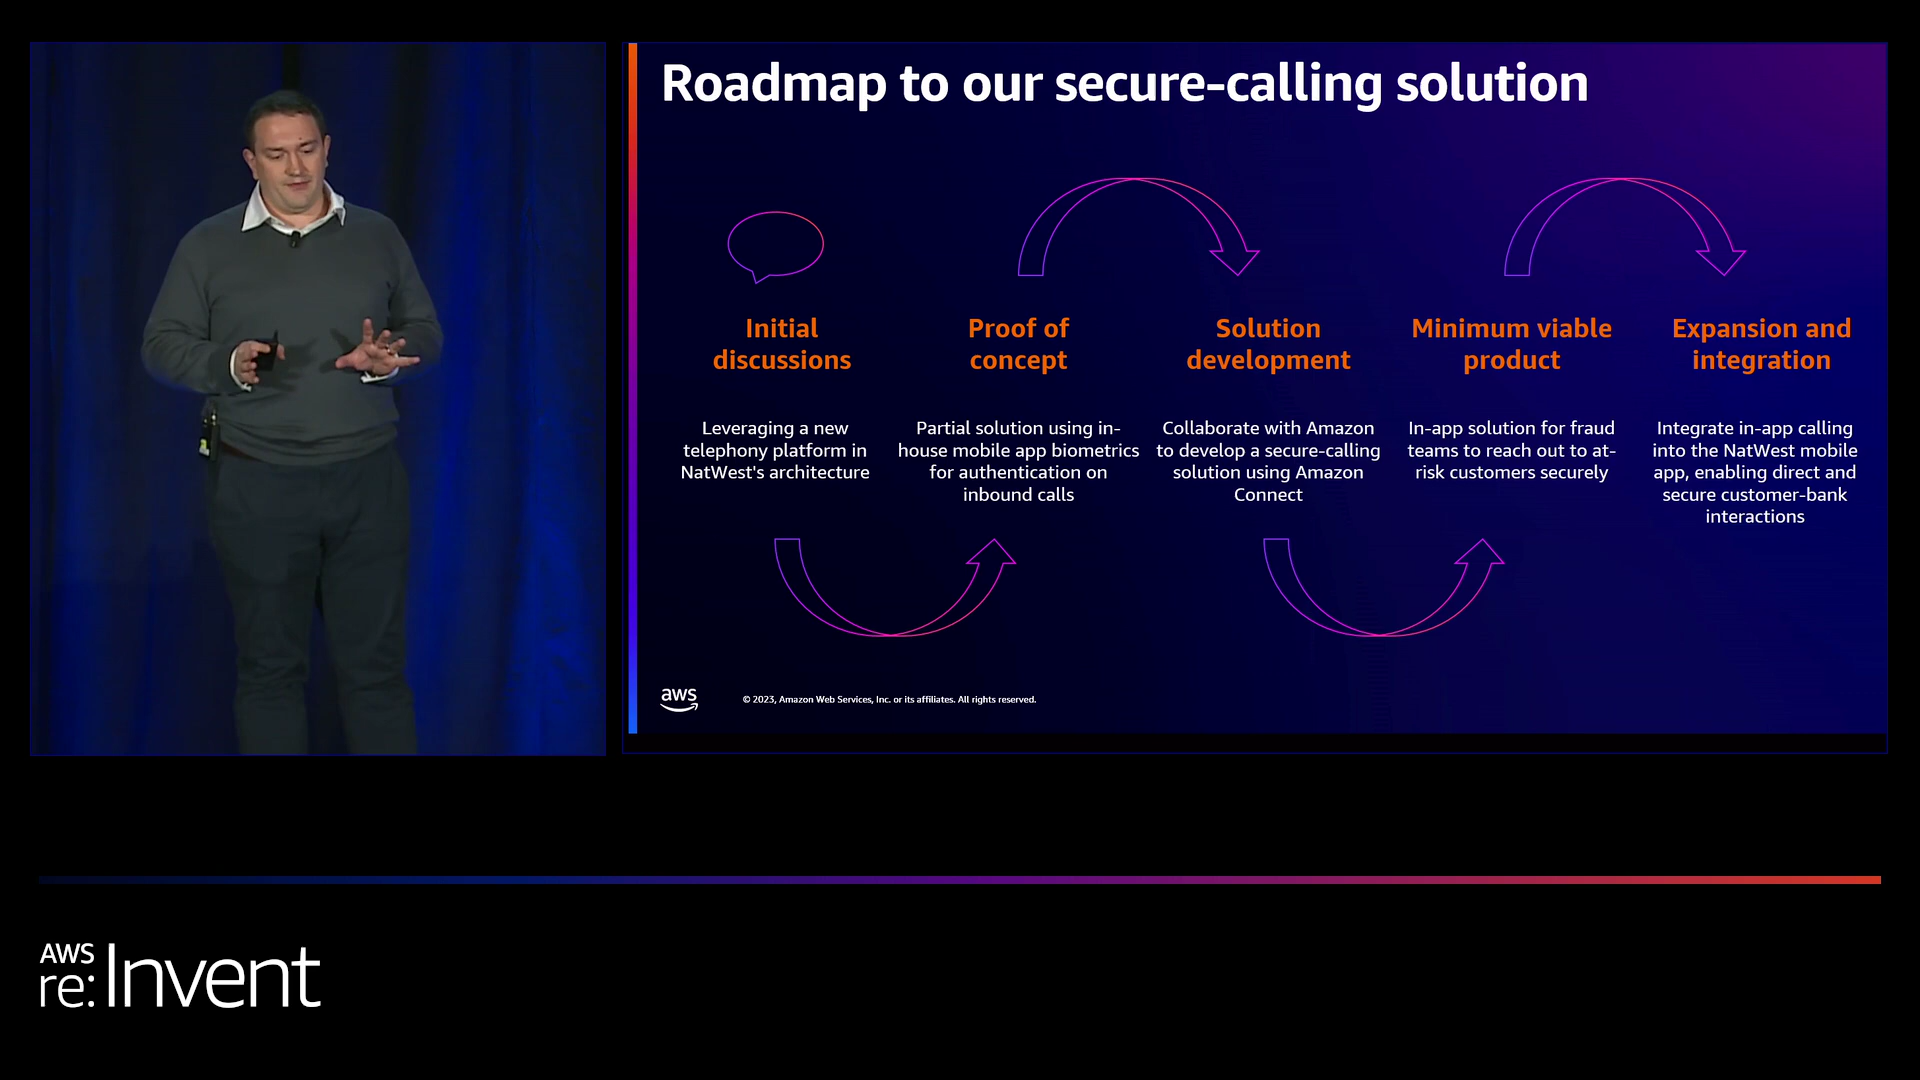 Roadmap to our secure-calling solution
Initial
discussions
Leveraging a new
telephony platform in
NatWest's architecture
Proof of
concept
Partial solution using in-
house mobile app biometrics
for authentication on
inbound calls
Solution
development
Collaborate with Amazon
to develop a secure-calling
solution using Amazon
Connect
Minimum viable
product
In-app solution for fraud
teams to reach out to at-
risk customers securely
Expansion and
integration
Integrate in-app calling
into the NatWest mobile
app, enabling direct and
secure customer-bank
interactions
aws
© 2023, Amazon Web Services, Inc. or its affiliates. All rights reserved.
AWS
re:Invent